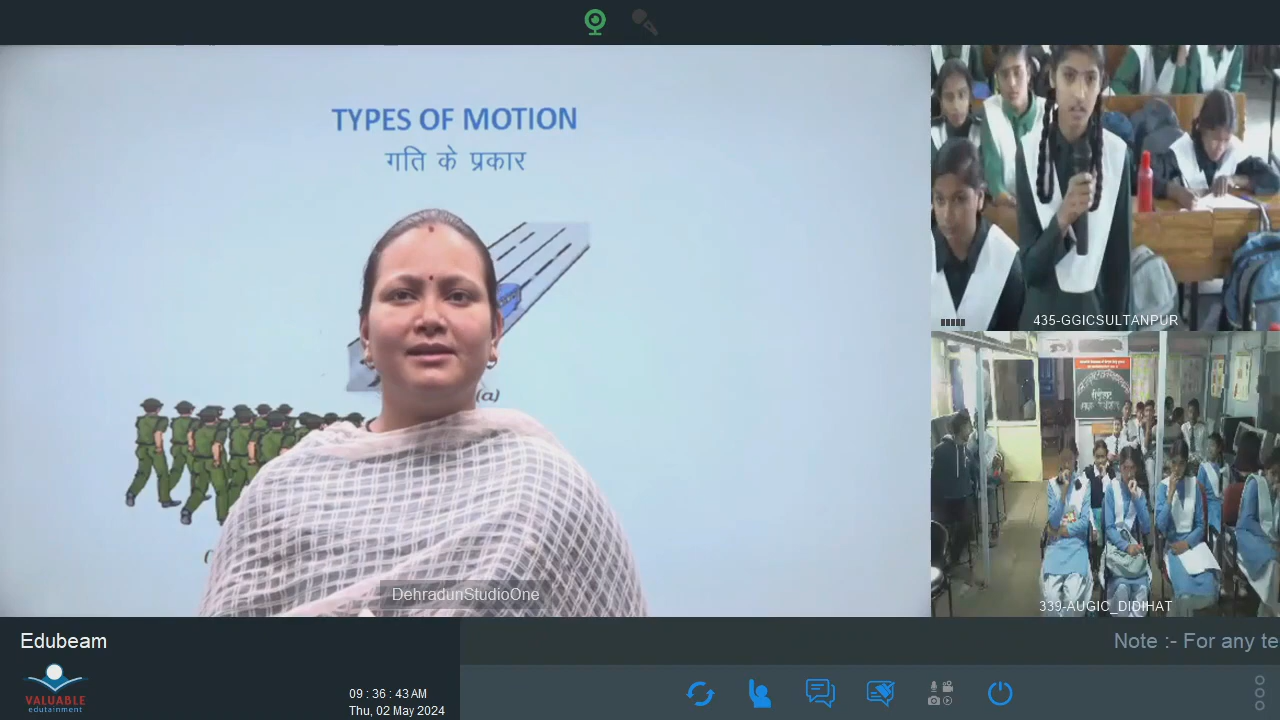 TYPES OF MOTION
गति के प्रकार
(a)
DehradunStudioOne
435-GGICSULTANPUR
339-AUGIC_DIDIHAT
Edubeam
VALUABLE
edutainment
09 : 36 : 43 AM
Thu, 02 May 2024
Note :- For any te